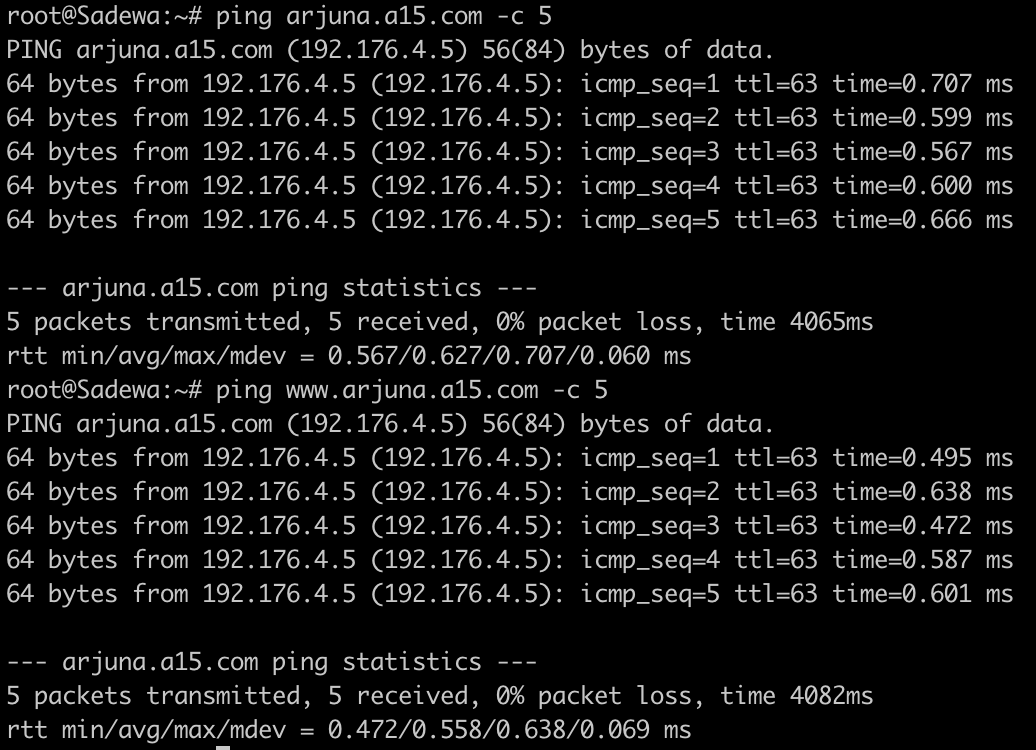 root@Sadewa:~# ping arjuna.a15.com -c 5
PING arjuna.a15.com (192.176.4.5) 56(84) bytes of data.
64 bytes from 192.176.4.5 (192.176.4.5): icmp_seq=1 ttl=63 time=0.707 ms
64 bytes from 192.176.4.5 (192.176.4.5): icmp_seq=2 ttl=63 time=0.599 ms
64 bytes from 192.176.4.5 (192.176.4.5): icmp_seq=3 ttl=63 time=0.567 ms
64 bytes from 192.176.4.5 (192.176.4.5): icmp_seq=4 ttl=63 time=0.600 ms
64 bytes from 192.176.4.5 (192.176.4.5): icmp_seq=5 ttl=63 time=0.666 ms
--- arjuna.a15.com ping statistics ---
5 packets transmitted, 5 received, 0% packet loss, time 4065ms
rtt min/avg/max/mdev = 0.567/0.627/0.707/0.060 ms
root@Sadewa:~# ping www.arjuna.a15.com -c 5
PING arjuna.a15.com (192.176.4.5) 56(84) bytes of data.
64 bytes from 192.176.4.5 (192.176.4.5): icmp_seq=1 ttl=63 time=0.495 ms
64 bytes from 192.176.4.5 (192.176.4.5): icmp_seq=2 ttl=63 time=0.638 ms
64 bytes from 192.176.4.5 (192.176.4.5): icmp_seq=3 ttl=63 time=0.472 ms
64 bytes from 192.176.4.5 (192.176.4.5): icmp_seq=4 ttl=63 time=0.587 ms
64 bytes from 192.176.4.5 (192.176.4.5): icmp_seq=5 ttl=63 time=0.601 ms
--- arjuna.a15.com ping statistics ---
5 packets transmitted, 5 received, 0% packet loss, time 4082ms
rtt min/avg/max/mdev = 0.472/0.558/0.638/0.069 ms